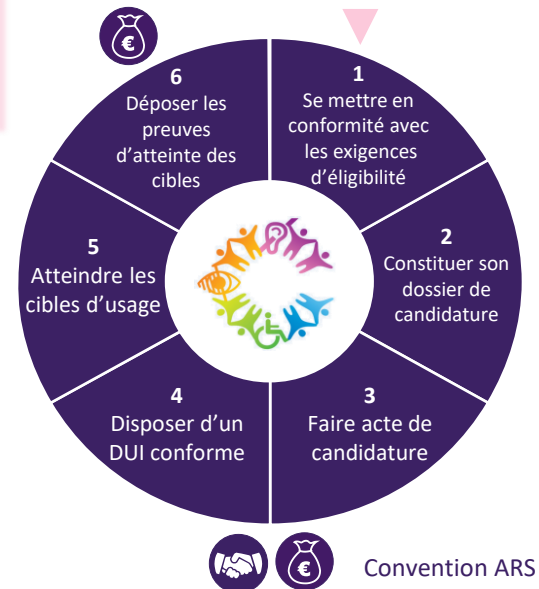 1
Se mettre en
conformité avec
les exigences
d'éligibilité
2
Constituer son
dossier de
candidature
3
Faire acte de
candidature
4
Disposer d'un
DUI conforme
5
Atteindre les
cibles d'usage
6
Déposer les
preuves
d'atteinte des
cibles
€
€
Convention ARS